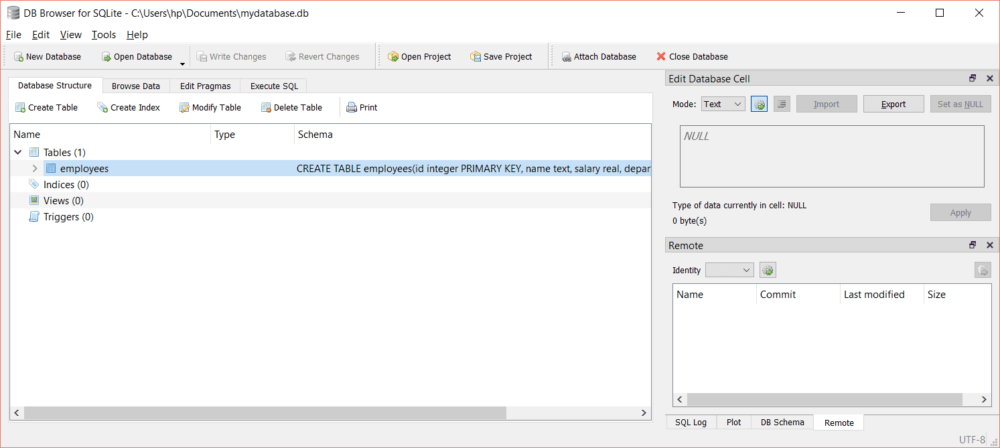 DB Browser for SQLite - C:\Users\hp\Documents\mydatabase.db
File Edit View Tools Help
New Database Open Database Write Changes Revert Changes Open Project Save Project Attach Database Close Database
Database Structure Browse Data Edit Pragmas Execute SQL
Create Table Create Index Modify Table Delete Table Print
Name Type Schema
Tables (1)
employees CREATE TABLE employees(id integer PRIMARY KEY, name text, salary real, depar
Indices (0)
Views (0)
Triggers (0)
Edit Database Cell
Mode: Text Import Export Set as NULL
NULL
Type of data currently in cell: NULL
0 byte(s)
Apply
Remote
Identity
Name Commit Last modified Size
SQL Log Plot DB Schema Remote
UTF-8